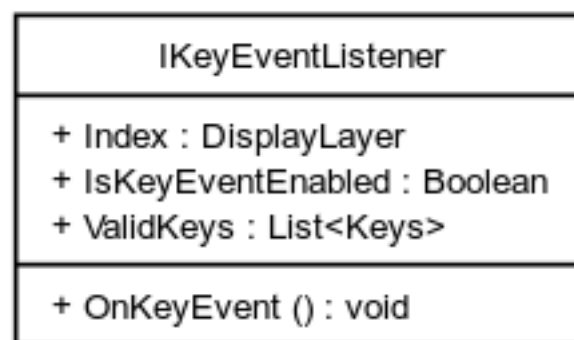 IKeyEventListener
+ Index : DisplayLayer
+ IsKeyEventEnabled : Boolean
+ ValidKeys : List<Keys>
+ OnKeyEvent () : void